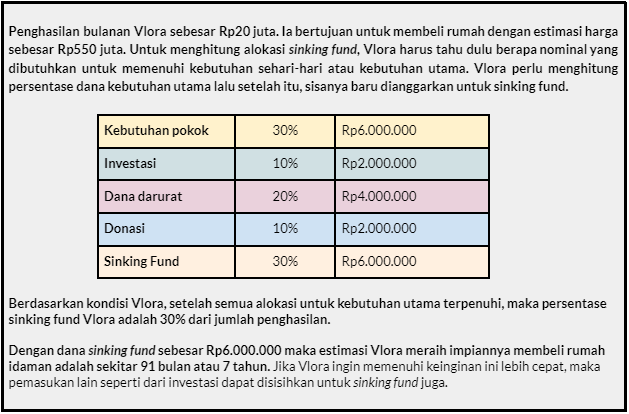 Penghasilan bulanan Vlora sebesar Rp20 juta. Ia bertujuan untuk membeli rumah dengan estimasi harga
sebesar Rp550 juta. Untuk menghitung alokasi sinking fund, Vlora harus tahu dulu berapa nominal yang
dibutuhkan untuk memenuhi kebutuhan sehari-hari atau kebutuhan utama. Vlora perlu menghitung
persentase dana kebutuhan utama lalu setelah itu, sisanya baru dianggarkan untuk sinking fund.
Kebutuhan pokok 30% Rp6.000.000
Investasi 10% Rp2.000.000
Dana darurat 20% Rp4.000.000
Donasi 10% Rp2.000.000
Sinking Fund 30% Rp6.000.000
Berdasarkan kondisi Vlora, setelah semua alokasi untuk kebutuhan utama terpenuhi, maka persentase
sinking fund Vlora adalah 30% dari jumlah penghasilan.
Dengan dana sinking fund sebesar Rp6.000.000 maka estimasi Vlora meraih impiannya membeli rumah
idaman adalah sekitar 91 bulan atau 7 tahun. Jika Vlora ingin memenuhi keinginan ini lebih cepat, maka
pemasukan lain seperti dari investasi dapat disisihkan untuk sinking fund juga.